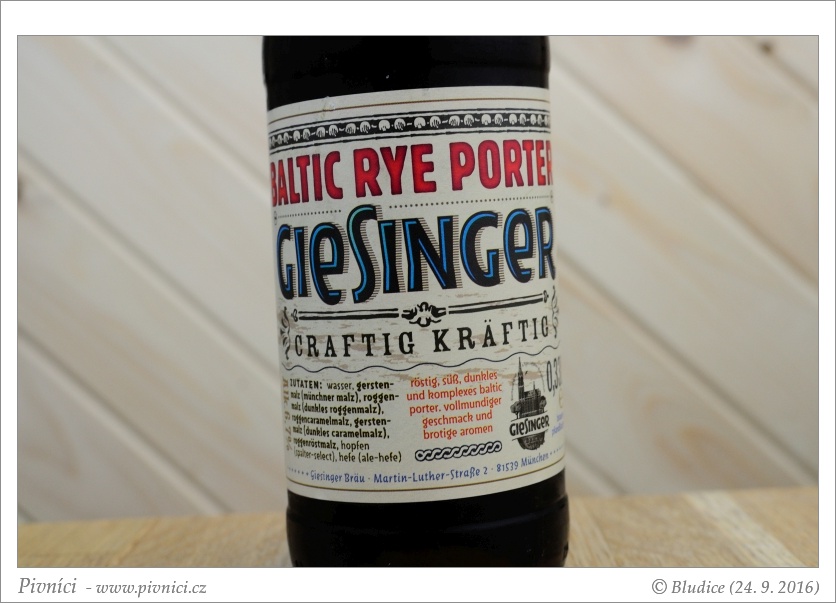 BALTIC RYE PORTER
GIESINGER
CRAFTIG KRÄFTIG
ZUTATEN: wasser, gersten-
malz (münchner malz), roggen-
malz (dunkles roggenmalz),
roggencaramelmalz, gersten-
malz (dunkles caramelmalz),
roggenröstmalz, hopfen
(spalter-select), hefe (ale-hefe)
röstig, süß, dunkles
und komplexes baltic
porter. vollmundiger
geschmack und
brotige aromen
GIESINGER
Giesinger Bräu · Martin-Luther-Straße 2 · 81539 München
Pivníci - www.pivnici.cz
© Bludice (24. 9. 2016)